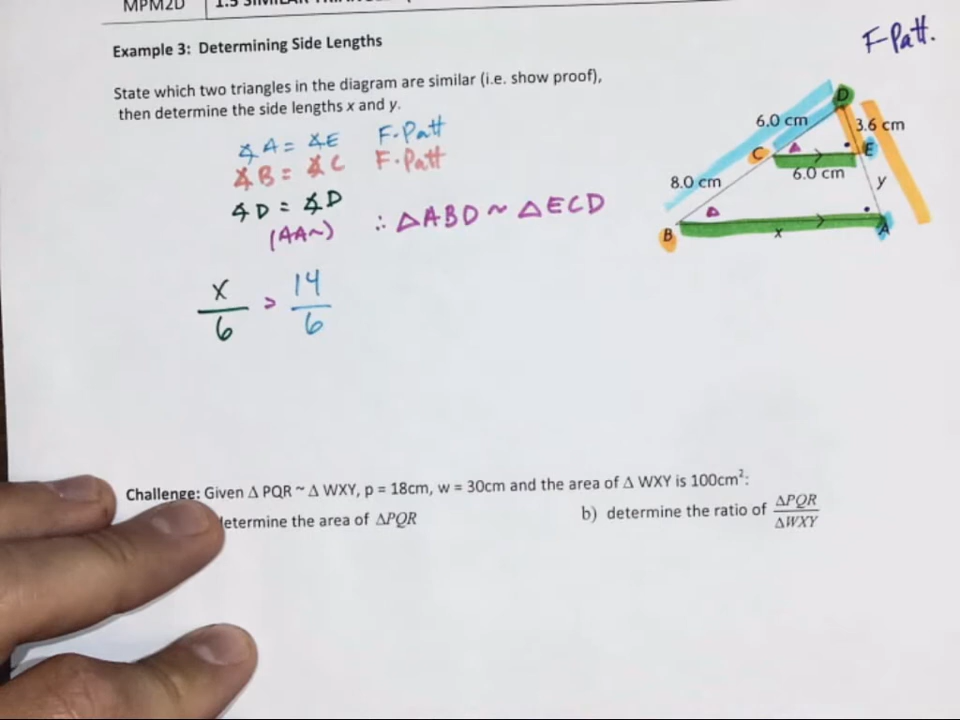 MPM2D
Example 3: Determining Side Lengths
F-Patt.
State which two triangles in the diagram are similar (i.e. show proof),
then determine the side lengths x and y.
∡A = ∡E F-Patt
∡B = ∡C F-Patt
∡D = ∡D
(AA~) ∴ △ABD ~ △ECD
x/6 = 14/6
D
6.0 cm
3.6 cm
C
E
6.0 cm
8.0 cm
y
B
x
A
Challenge: Given Δ PQR ~ Δ WXY, p = 18cm, w = 30cm and the area of Δ WXY is 100cm²:
etermine the area of ΔPQR
b) determine the ratio of ΔPQR/ΔWXY